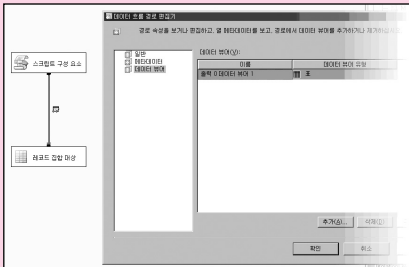 데이터 흐름 경로 편집기
경로 속성을 보거나 편집하고, 열 메타데이터를 보고, 경로에서 데이터 뷰어를 추가하거나 제거하십시오.
스크립트 구성 요소
레코드 집합 대상
일반
메타데이터
데이터 뷰어
데이터 뷰어(V):
이름
데이터 뷰어 유형
출력 0 데이터 뷰어 1
표
추가(A)...
삭제(D)
확인
취소